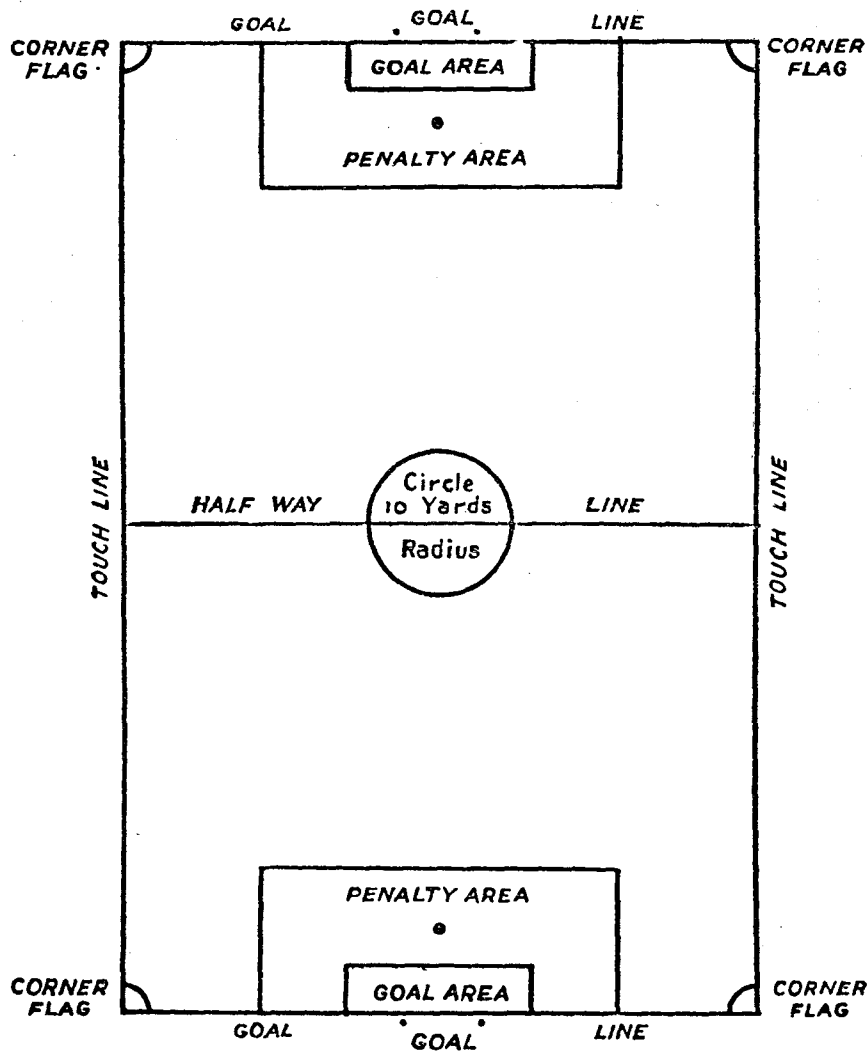 GOAL GOAL LINE
CORNER FLAG
CORNER FLAG
GOAL AREA
PENALTY AREA
TOUCH LINE
HALF WAY
Circle
10 Yards
Radius
LINE
TOUCH LINE
PENALTY AREA
GOAL AREA
CORNER FLAG
CORNER FLAG
GOAL GOAL LINE